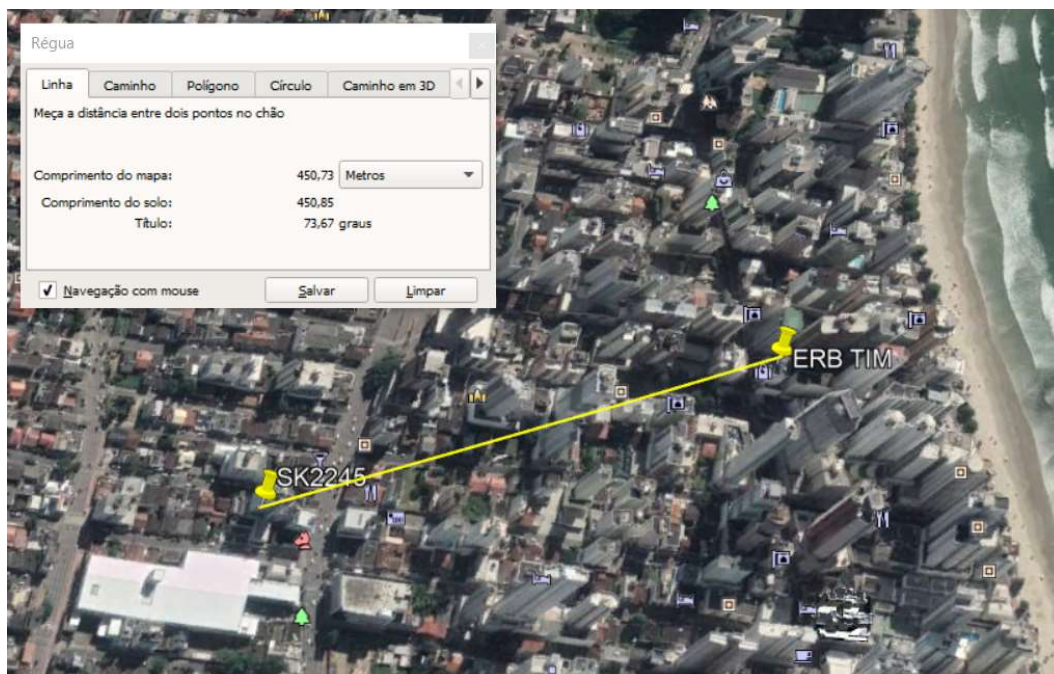 Régua
Linha Caminho Polígono Círculo Caminho em 3D
Meça a distância entre dois pontos no chão
Comprimento do mapa: 450,73 Metros
Comprimento do solo: 450,85
Título: 73,67 graus
Navegação com mouse Salvar Limpar
ERB TIM
SK2245